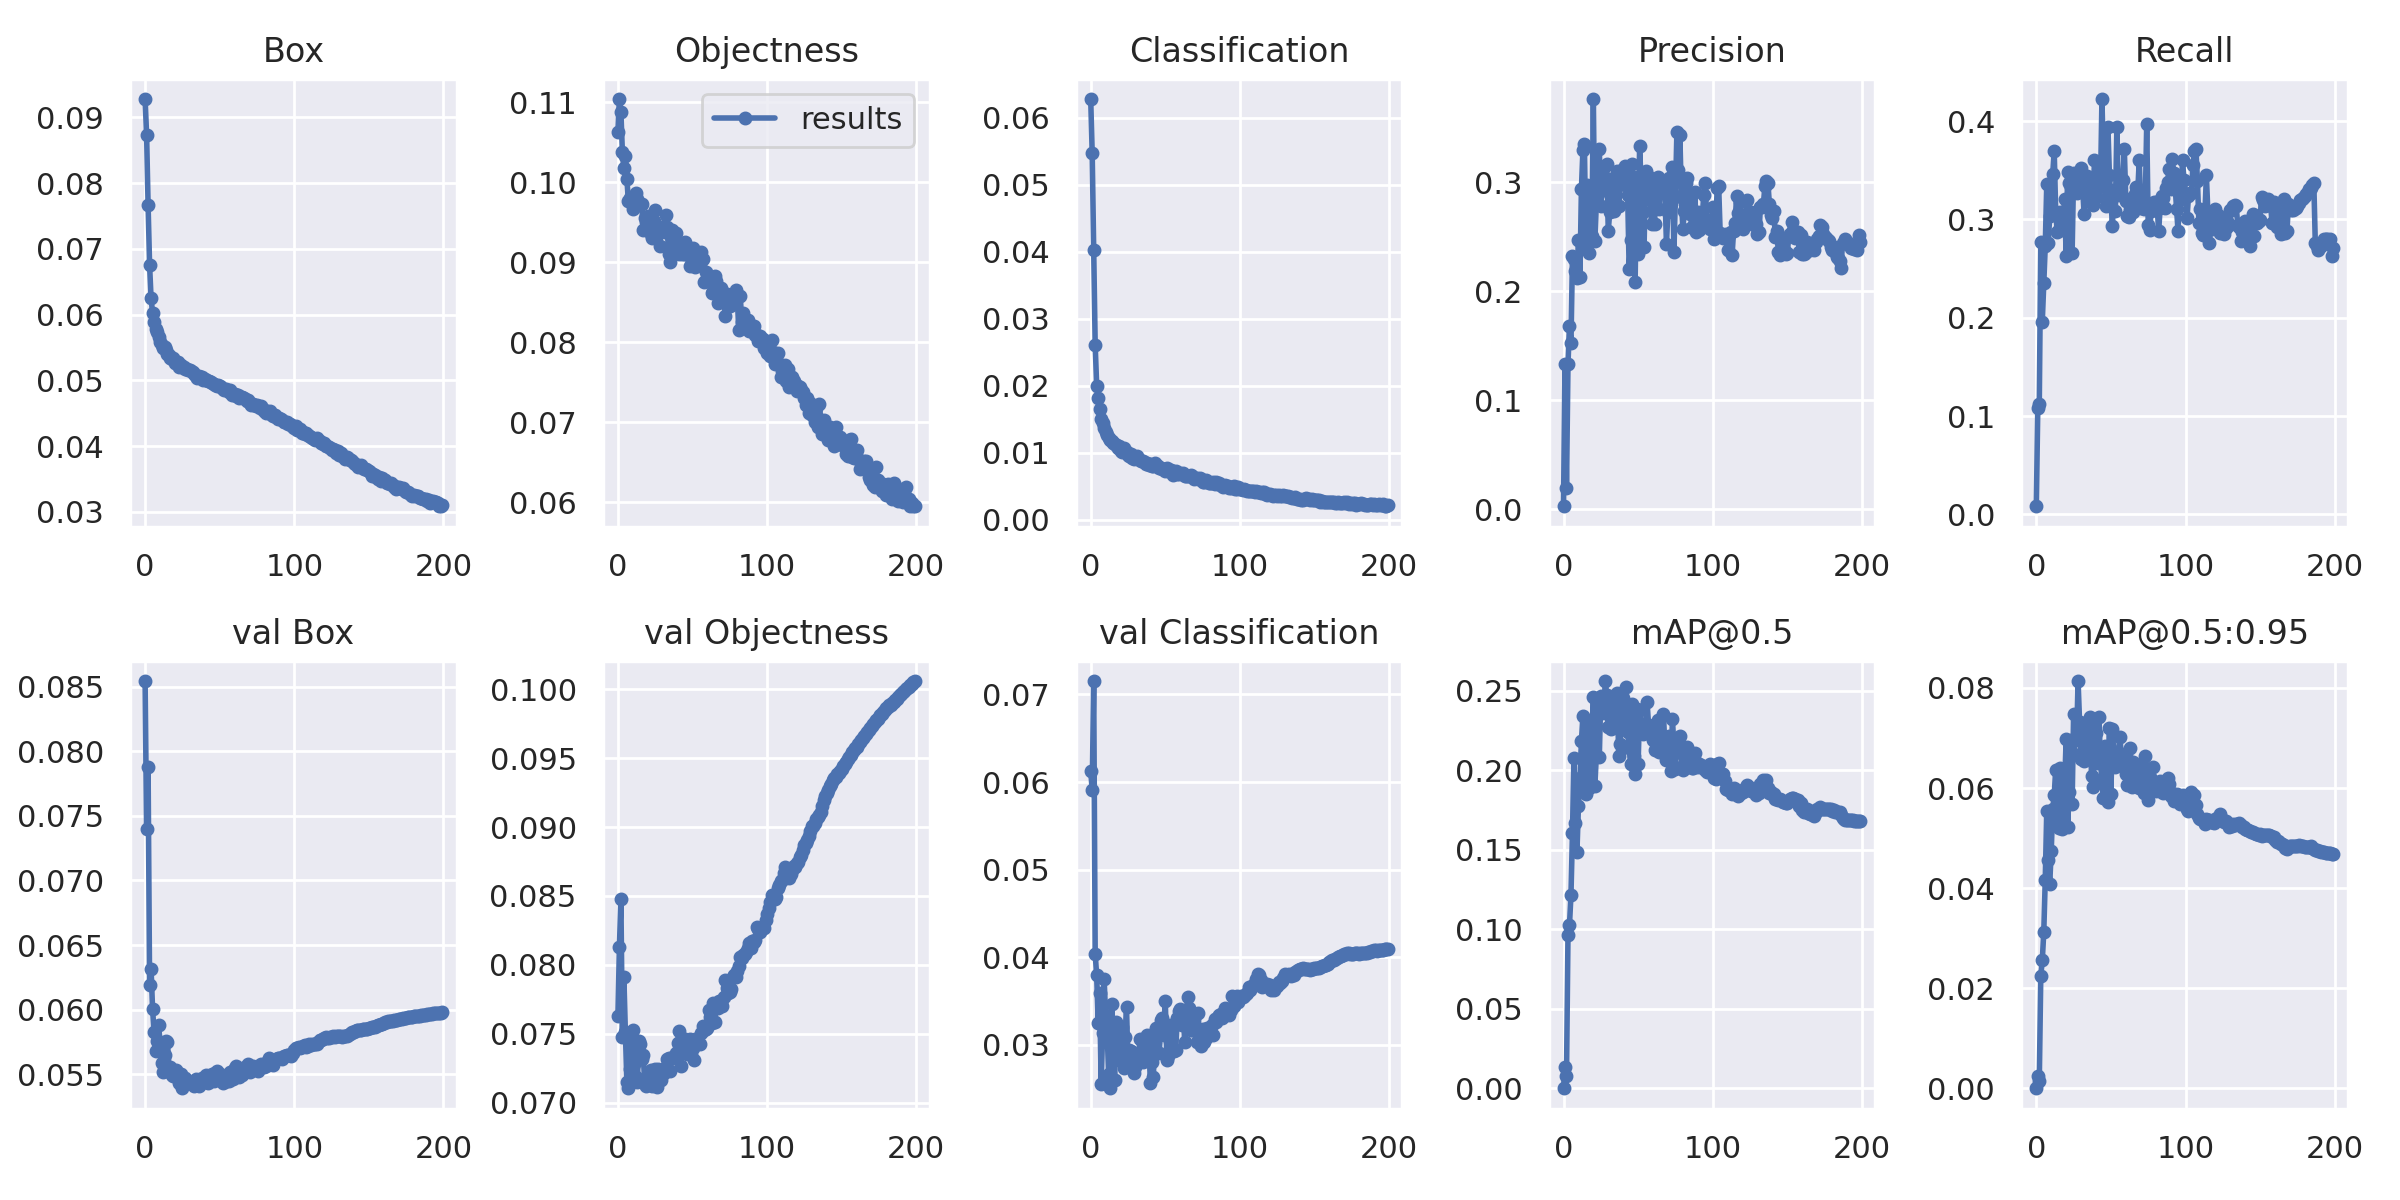 Box
0.09
0.08
0.07
0.06
0.05
0.04
0.03
0 100 200
Objectness
results
0.11
0.10
0.09
0.08
0.07
0.06
0 100 200
Classification
0.06
0.05
0.04
0.03
0.02
0.01
0.00
0 100 200
Precision
0.3
0.2
0.1
0.0
0 100 200
Recall
0.4
0.3
0.2
0.1
0.0
0 100 200
val Box
0.085
0.080
0.075
0.070
0.065
0.060
0.055
0 100 200
val Objectness
0.100
0.095
0.090
0.085
0.080
0.075
0.070
0 100 200
val Classification
0.07
0.06
0.05
0.04
0.03
0 100 200
mAP@0.5
0.25
0.20
0.15
0.10
0.05
0.00
0 100 200
mAP@0.5:0.95
0.08
0.06
0.04
0.02
0.00
0 100 200